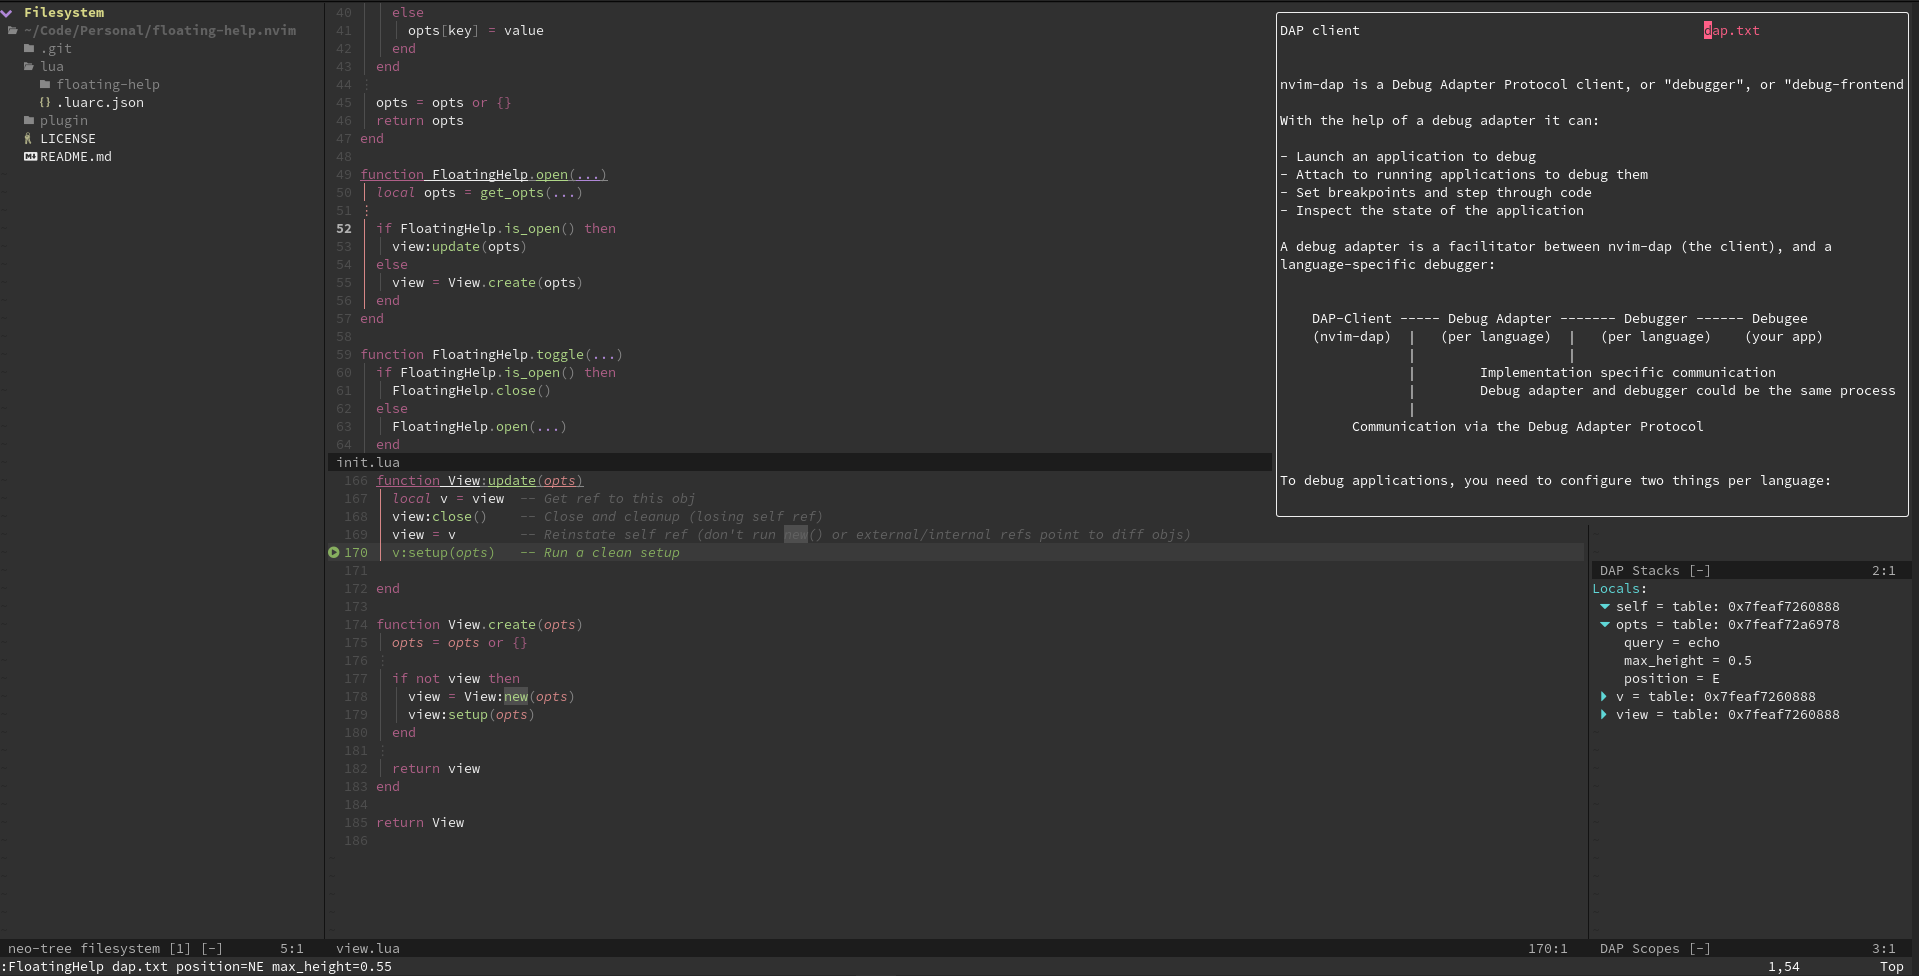 Filesystem
~/Code/Personal/floating-help.nvim
.git
lua
floating-help
{} .luarc.json
plugin
LICENSE
README.md
neo-tree filesystem [1] [-] 5:1
40 else
41 opts[key] = value
42 end
43 end
44
45 opts = opts or {}
46 return opts
47 end
48
49 function FloatingHelp.open(...)
50 local opts = get_opts(...)
51
52 if FloatingHelp.is_open() then
53 view:update(opts)
54 else
55 view = View.create(opts)
56 end
57 end
58
59 function FloatingHelp.toggle(...)
60 if FloatingHelp.is_open() then
61 FloatingHelp.close()
62 else
63 FloatingHelp.open(...)
64 end
init.lua
166 function View:update(opts)
167 local v = view -- Get ref to this obj
168 view:close() -- Close and cleanup (losing self ref)
169 view = v -- Reinstate self ref (don't run new() or external/internal refs point to diff objs)
170 v:setup(opts) -- Run a clean setup
171
172 end
173
174 function View.create(opts)
175 opts = opts or {}
176
177 if not view then
178 view = View:new(opts)
179 view:setup(opts)
180 end
181
182 return view
183 end
184
185 return View
186
view.lua 170:1
DAP client dap.txt
nvim-dap is a Debug Adapter Protocol client, or "debugger", or "debug-frontend
With the help of a debug adapter it can:
- Launch an application to debug
- Attach to running applications to debug them
- Set breakpoints and step through code
- Inspect the state of the application
A debug adapter is a facilitator between nvim-dap (the client), and a
language-specific debugger:
DAP-Client ----- Debug Adapter ------- Debugger ------ Debugee
(nvim-dap) | (per language) | (per language) (your app)
| |
| Implementation specific communication
| Debug adapter and debugger could be the same process
|
Communication via the Debug Adapter Protocol
To debug applications, you need to configure two things per language:
DAP Stacks [-] 2:1
Locals:
self = table: 0x7feaf7260888
opts = table: 0x7feaf72a6978
query = echo
max_height = 0.5
position = E
v = table: 0x7feaf7260888
view = table: 0x7feaf7260888
DAP Scopes [-] 3:1
:FloatingHelp dap.txt position=NE max_height=0.55 1,54 Top